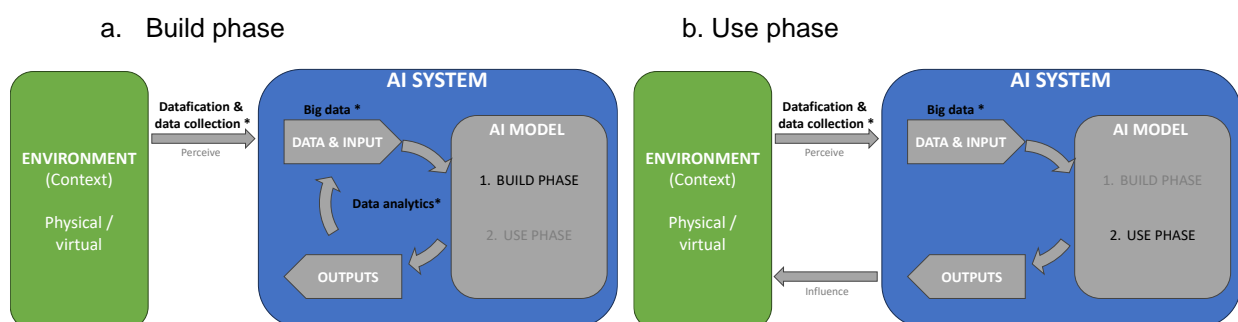 a. Build phase
AI SYSTEM
Datafication &
data collection *
Perceive
Big data *
DATA & INPUT
AI MODEL
ENVIRONMENT
(Context)
Physical /
virtual
1. BUILD PHASE
Data analytics*
2. USE PHASE
OUTPUTS
b. Use phase
AI SYSTEM
Datafication &
data collection *
Perceive
Big data *
DATA & INPUT
AI MODEL
ENVIRONMENT
(Context)
Physical /
virtual
1. BUILD PHASE
2. USE PHASE
OUTPUTS
Influence